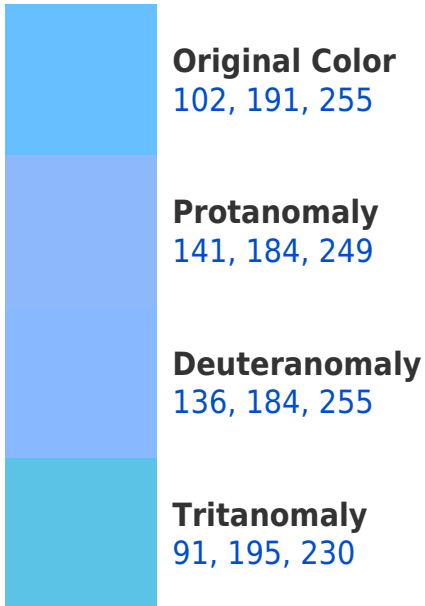 Original Color
102, 191, 255
Protanomaly
141, 184, 249
Deuteranomaly
136, 184, 255
Tritanomaly
91, 195, 230